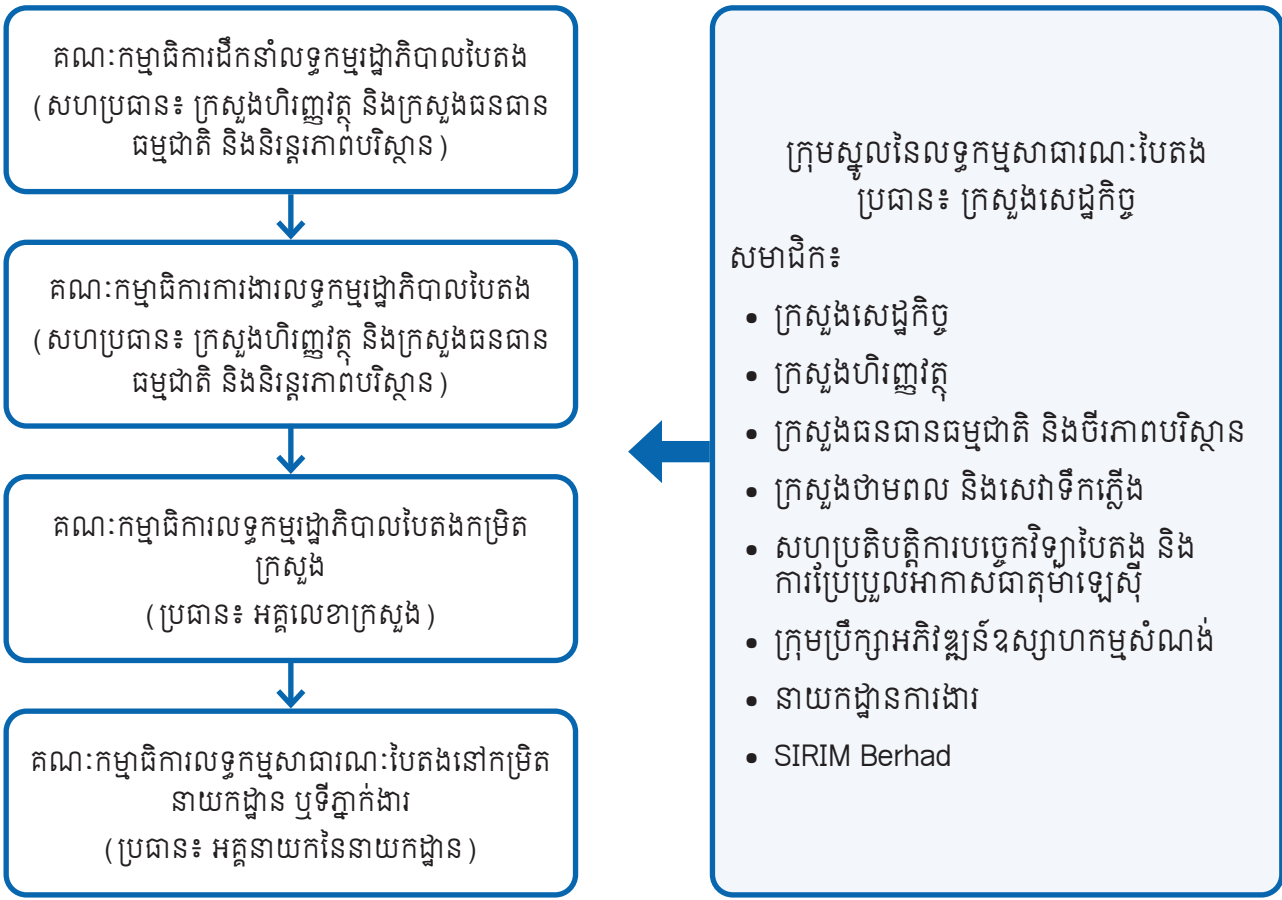 គណៈកម្មាធិការដឹកនាំលទ្ធកម្មរដ្ឋាភិបាលបៃតង
(សហប្រធាន៖ ក្រសួងហិរញ្ញវត្ថុ និងក្រសួងធនធាន
ធម្មជាតិ និងនិរន្តរភាពបរិស្ថាន)
គណៈកម្មាធិការការងារលទ្ធកម្មរដ្ឋាភិបាលបៃតង
(សហប្រធាន៖ ក្រសួងហិរញ្ញវត្ថុ និងក្រសួងធនធាន
ធម្មជាតិ និងនិរន្តរភាពបរិស្ថាន)
គណៈកម្មាធិការលទ្ធកម្មរដ្ឋាភិបាលបៃតងកម្រិត
ក្រសួង
(ប្រធាន៖ អគ្គលេខាក្រសួង)
គណៈកម្មាធិការលទ្ធកម្មសាធារណៈបៃតងនៅកម្រិត
នាយកដ្ឋាន ឬទីភ្នាក់ងារ
(ប្រធាន៖ អគ្គនាយកនៃនាយកដ្ឋាន)
ក្រុមស្នូលនៃលទ្ធកម្មសាធារណៈបៃតង
ប្រធាន៖ ក្រសួងសេដ្ឋកិច្ច
សមាជិក៖
• ក្រសួងសេដ្ឋកិច្ច
• ក្រសួងហិរញ្ញវត្ថុ
• ក្រសួងធនធានធម្មជាតិ និងចីរភាពបរិស្ថាន
• ក្រសួងថាមពល និងសេវាទឹកភ្លើង
• សហប្រតិបត្តិការបច្ចេកវិទ្យាបៃតង និង
ការប្រែប្រួលអាកាសធាតុម៉ាឡេស៊ី
• ក្រុមប្រឹក្សាអភិវឌ្ឍន៍ឧស្សាហកម្មសំណង់
• នាយកដ្ឋានការងារ
• SIRIM Berhad